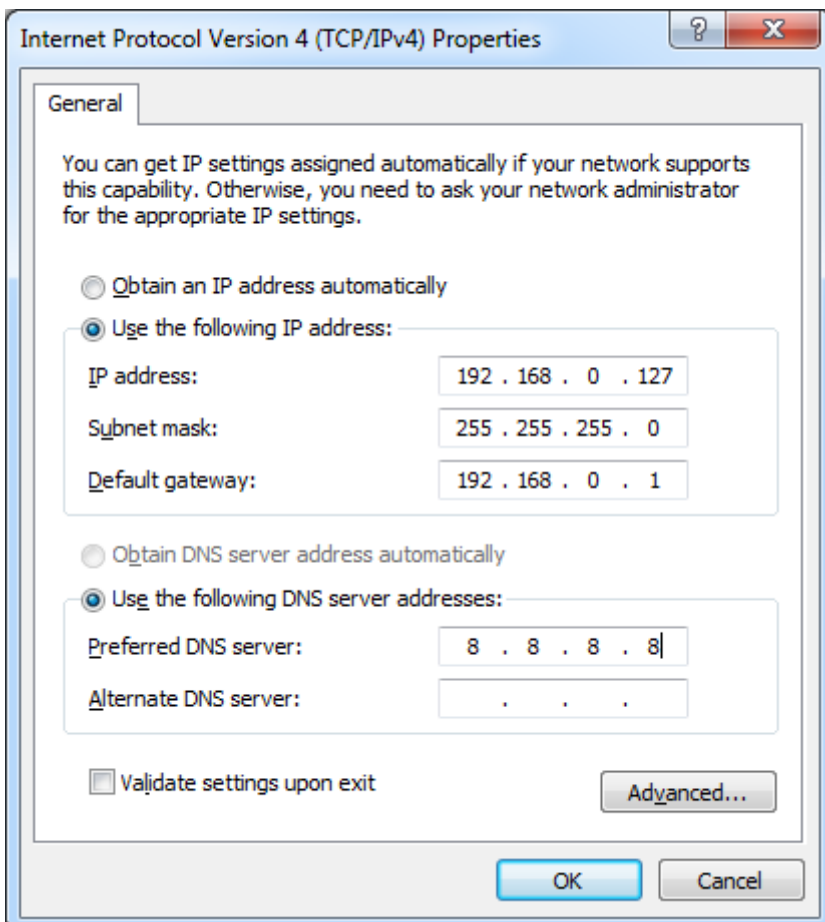 Internet Protocol Version 4 (TCP/IPv4) Properties
?
X
General
You can get IP settings assigned automatically if your network supports
this capability. Otherwise, you need to ask your network administrator
for the appropriate IP settings.
Obtain an IP address automatically
Use the following IP address:
IP address: 192 . 168 . 0 . 127
Subnet mask: 255 . 255 . 255 . 0
Default gateway: 192 . 168 . 0 . 1
Obtain DNS server address automatically
Use the following DNS server addresses:
Preferred DNS server: 8 . 8 . 8 . 8
Alternate DNS server: . . .
Validate settings upon exit
Advanced...
OK Cancel